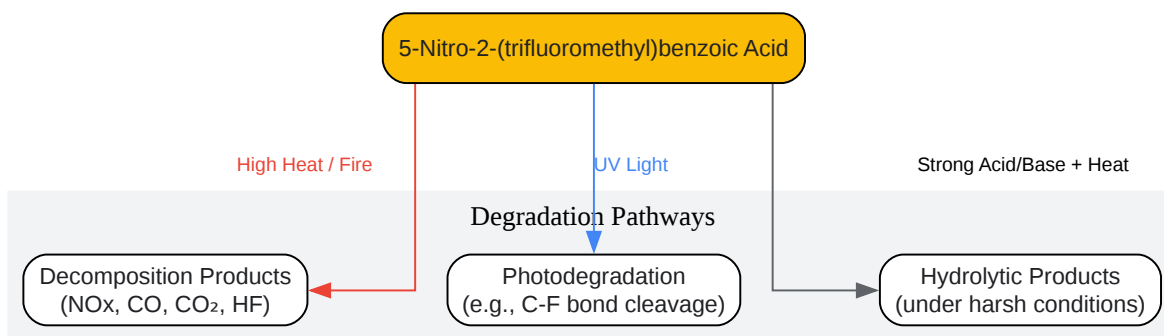 5-Nitro-2-(trifluoromethyl)benzoic Acid
High Heat / Fire
UV Light
Strong Acid/Base + Heat
Degradation Pathways
Decomposition Products
(NOx, CO, CO₂, HF)
Photodegradation
(e.g., C-F bond cleavage)
Hydrolytic Products
(under harsh conditions)